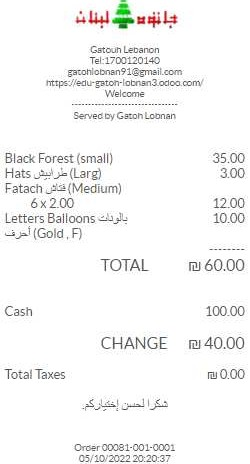 جاتوه لبنان
Gatouh Lebanon
Tel:1700120140
gatohlobnan91@gmail.com
https://edu-gatoh-lobnan3.odoo.com/
Welcome
--------------------------------
Served by Gatoh Lobnan
Black Forest (small) 35.00
Hats طرابيش (Larg) 3.00
Fatach فتاش (Medium)
6 x 2.00 12.00
Letters Balloons بالونات 10.00
أحرف (Gold , F)
--------
TOTAL ₪ 60.00
Cash 100.00
CHANGE ₪ 40.00
Total Taxes ₪ 0.00
شكرا لحسن إختياركم.
Order 00081-001-0001
05/10/2022 20:20:37